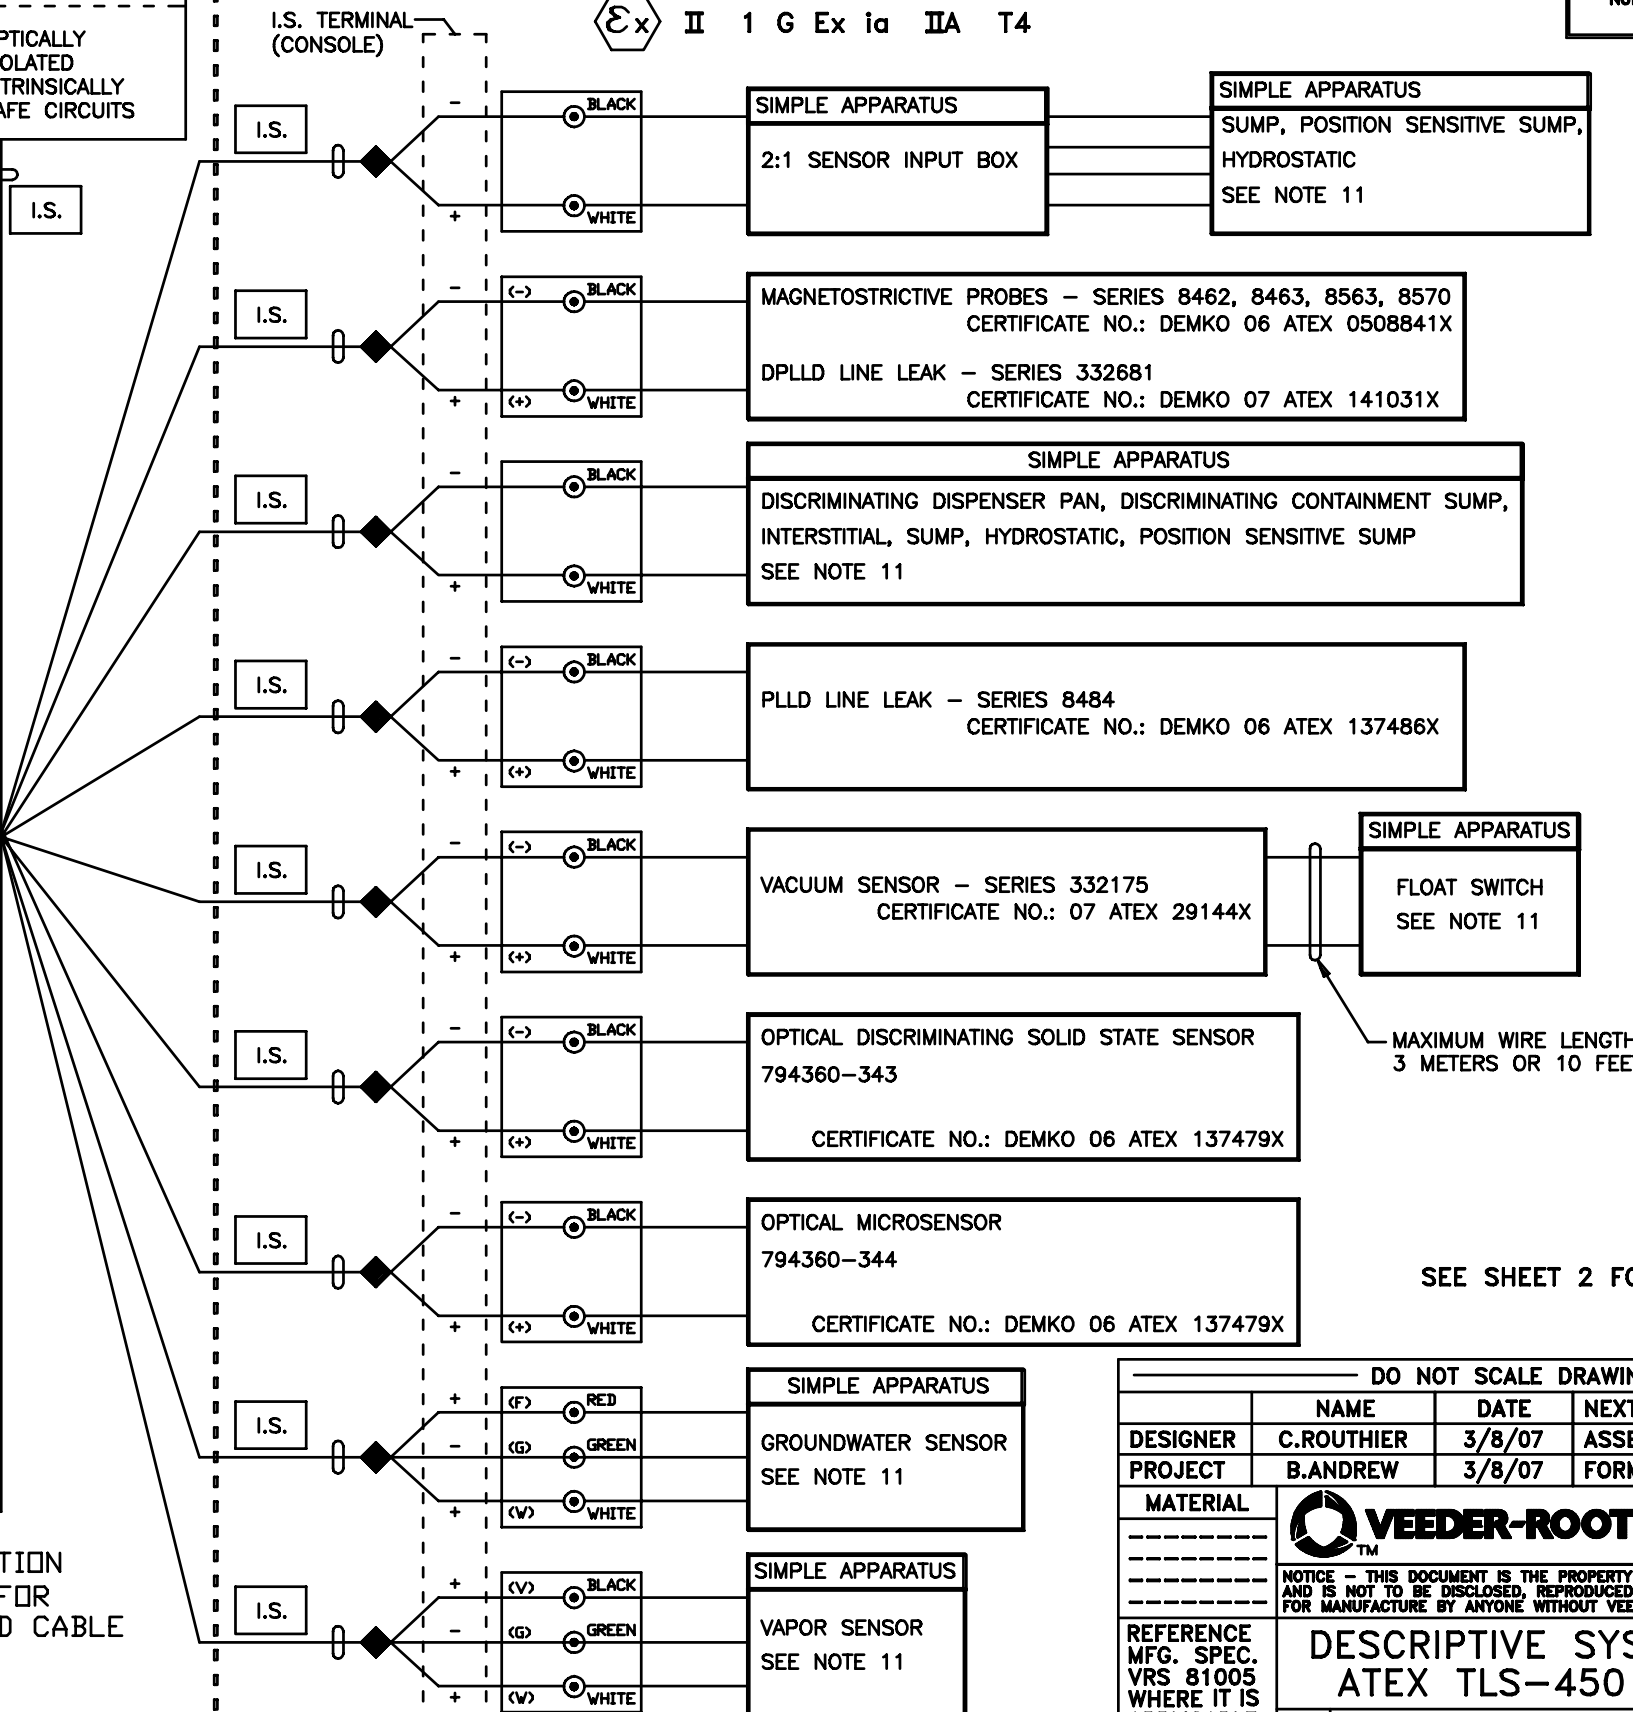 PTICALLY
OLATED
TRINSICALLY
AFE CIRCUITS
I.S.
I.S. TERMINAL
(CONSOLE)
Ex II 1 G Ex ia IIA T4
I.S.
-
+
BLACK
WHITE
SIMPLE APPARATUS
2:1 SENSOR INPUT BOX
SIMPLE APPARATUS
SUMP, POSITION SENSITIVE SUMP,
HYDROSTATIC
SEE NOTE 11
I.S.
-
+
(-) BLACK
(+) WHITE
MAGNETOSTRICTIVE PROBES – SERIES 8462, 8463, 8563, 8570
CERTIFICATE NO.: DEMKO 06 ATEX 0508841X
DPLLD LINE LEAK – SERIES 332681
CERTIFICATE NO.: DEMKO 07 ATEX 141031X
I.S.
-
+
BLACK
WHITE
SIMPLE APPARATUS
DISCRIMINATING DISPENSER PAN, DISCRIMINATING CONTAINMENT SUMP,
INTERSTITIAL, SUMP, HYDROSTATIC, POSITION SENSITIVE SUMP
SEE NOTE 11
I.S.
-
+
(-) BLACK
(+) WHITE
PLLD LINE LEAK – SERIES 8484
CERTIFICATE NO.: DEMKO 06 ATEX 137486X
I.S.
-
+
(-) BLACK
(+) WHITE
VACUUM SENSOR – SERIES 332175
CERTIFICATE NO.: 07 ATEX 29144X
SIMPLE APPARATUS
FLOAT SWITCH
SEE NOTE 11
MAXIMUM WIRE LENGTH
3 METERS OR 10 FEE
I.S.
-
+
(-) BLACK
(+) WHITE
OPTICAL DISCRIMINATING SOLID STATE SENSOR
794360–343
CERTIFICATE NO.: DEMKO 06 ATEX 137479X
I.S.
-
+
(-) BLACK
(+) WHITE
OPTICAL MICROSENSOR
794360–344
CERTIFICATE NO.: DEMKO 06 ATEX 137479X
SEE SHEET 2 FO
I.S.
+
-
+
(F) RED
(G) GREEN
(W) WHITE
SIMPLE APPARATUS
GROUNDWATER SENSOR
SEE NOTE 11
I.S.
+
-
+
(V) BLACK
(G) GREEN
(W) WHITE
SIMPLE APPARATUS
VAPOR SENSOR
SEE NOTE 11
TION
FOR
D CABLE
DO NOT SCALE DRAWIN
NAME DATE NEXT
DESIGNER C.ROUTHIER 3/8/07 ASSE
PROJECT B.ANDREW 3/8/07 FORM
MATERIAL
VEEDER-ROOT
TM
NOTICE – THIS DOCUMENT IS THE PROPERTY
AND IS NOT TO BE DISCLOSED, REPRODUCED
FOR MANUFACTURE BY ANYONE WITHOUT VEE
REFERENCE
MFG. SPEC.
VRS 81005
WHERE IT IS
DESCRIPTIVE SYS
ATEX TLS–450